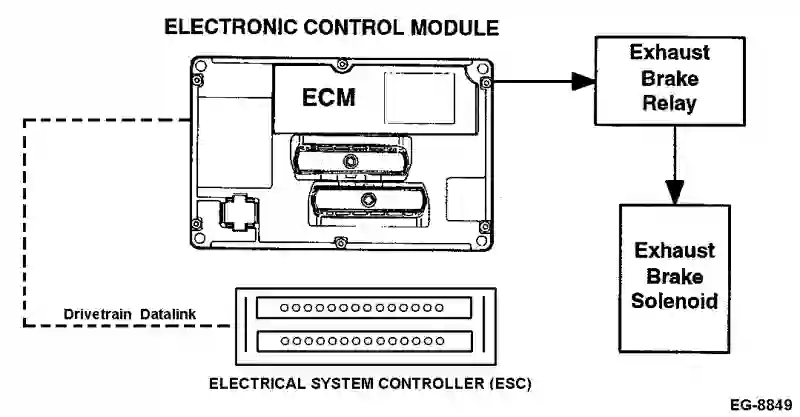 ELECTRONIC CONTROL MODULE
ECM
Exhaust
Brake
Relay
Exhaust
Brake
Solenoid
Drivetrain Datalink
ELECTRICAL SYSTEM CONTROLLER (ESC)
EG-8849